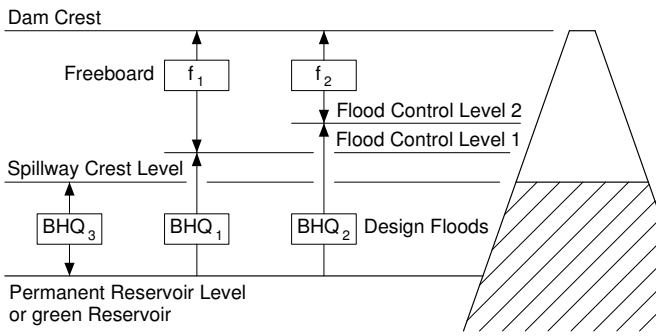 Dam Crest
Freeboard
f1
f2
Flood Control Level 2
Flood Control Level 1
Spillway Crest Level
BHQ3
BHQ1
BHQ2
Design Floods
Permanent Reservoir Level
or green Reservoir